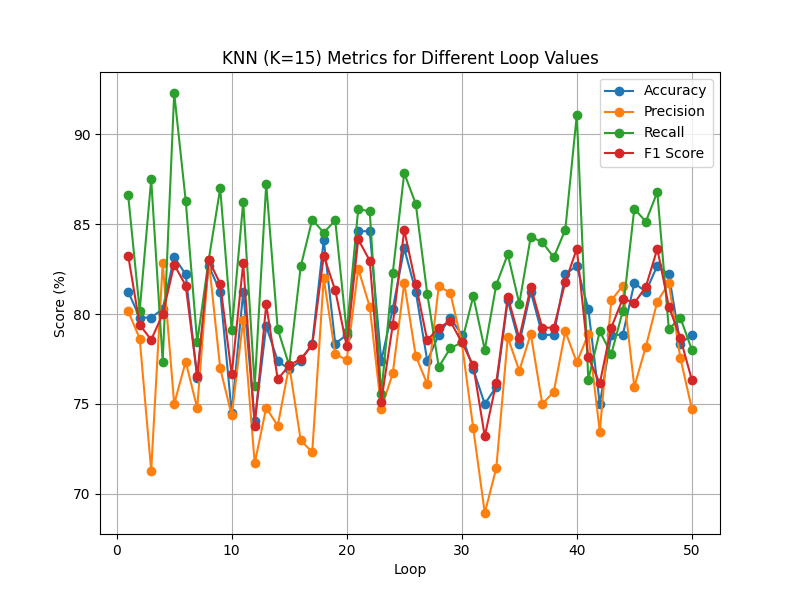 KNN (K=15) Metrics for Different Loop Values
Accuracy
Precision
Recall
F1 Score
Score (%)
90
85
80
75
70
0 10 20 30 40 50
Loop